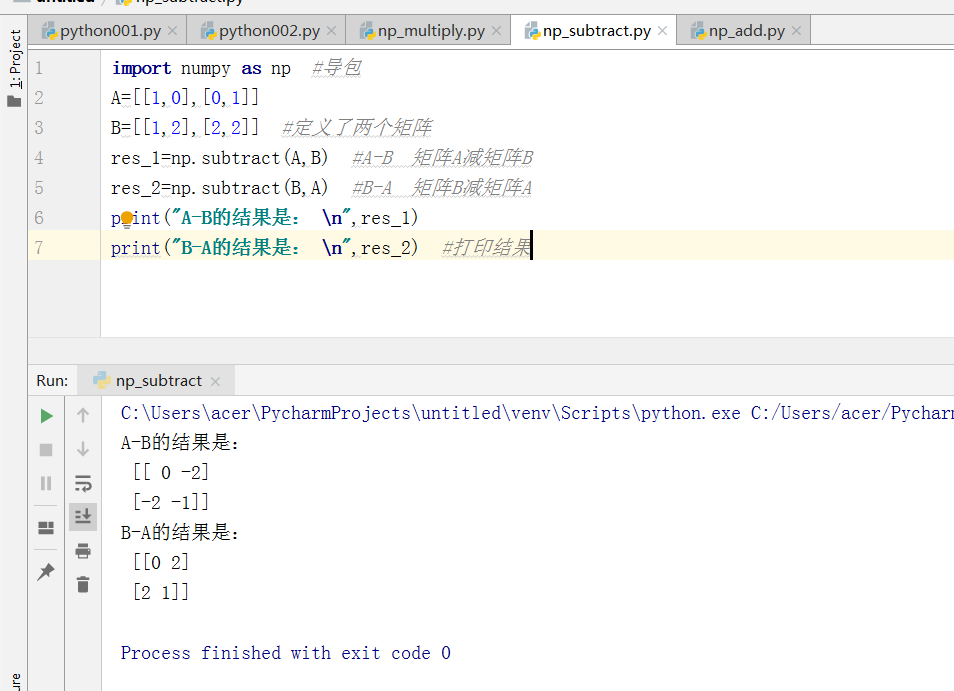 untitled / np_subtract.py
python001.py × python002.py × np_multiply.py × np_subtract.py × np_add.py ×
1: Project
1 import numpy as np  #导包
2 A=[[1,0],[0,1]]
3 B=[[1,2],[2,2]]  #定义了两个矩阵
4 res_1=np.subtract(A,B)  #A-B  矩阵A减矩阵B
5 res_2=np.subtract(B,A)  #B-A  矩阵B减矩阵A
6 print("A-B的结果是： \n",res_1)
7 print("B-A的结果是： \n",res_2)  #打印结果
Run: np_subtract ×
C:\Users\acer\PycharmProjects\untitled\venv\Scripts\python.exe C:/Users/acer/Pycharm
A-B的结果是：
 [[ 0 -2]
 [-2 -1]]
B-A的结果是：
 [[0 2]
 [2 1]]
Process finished with exit code 0